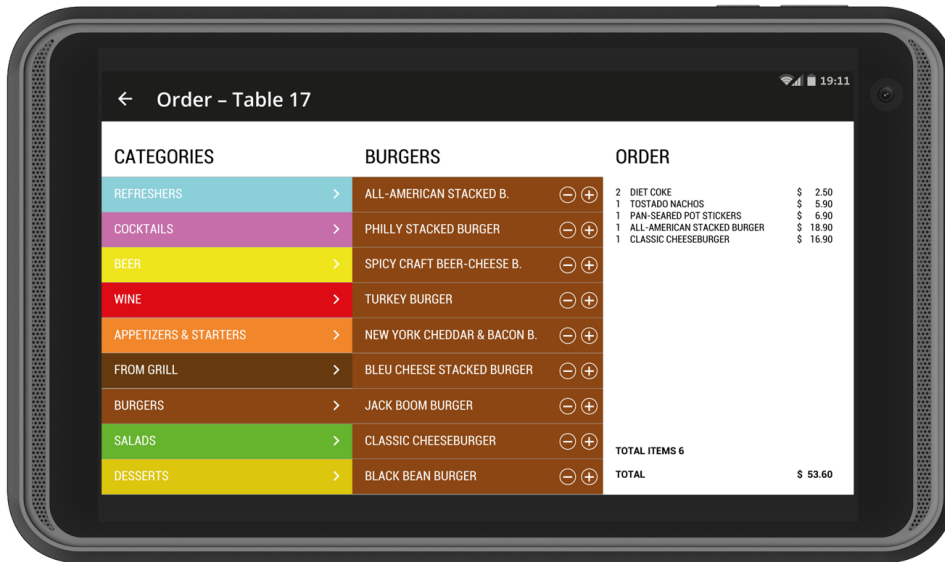 19:11
Order – Table 17
CATEGORIES
REFRESHERS
COCKTAILS
BEER
WINE
APPETIZERS & STARTERS
FROM GRILL
BURGERS
SALADS
DESSERTS
BURGERS
ALL-AMERICAN STACKED B.
PHILLY STACKED BURGER
SPICY CRAFT BEER-CHEESE B.
TURKEY BURGER
NEW YORK CHEDDAR & BACON B.
BLEU CHEESE STACKED BURGER
JACK BOOM BURGER
CLASSIC CHEESEBURGER
BLACK BEAN BURGER
ORDER
2 DIET COKE $ 2.50
1 TOSTADO NACHOS $ 5.90
1 PAN-SEARED POT STICKERS $ 6.90
1 ALL-AMERICAN STACKED BURGER $ 18.90
1 CLASSIC CHEESEBURGER $ 16.90
TOTAL ITEMS 6
TOTAL $ 53.60